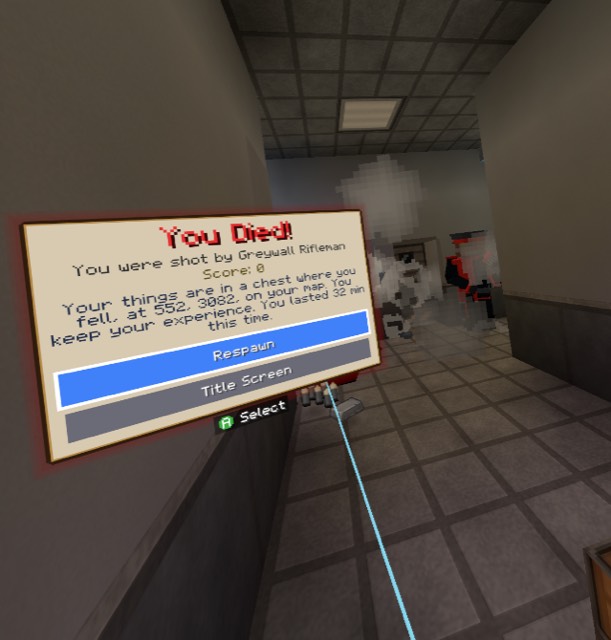 You Died!
You were shot by Greywall Rifleman
Score: 0
Your things are in a chest where you
fell, at 552, 3082, on your map. You
keep your experience. You lasted 32 min
this time.
Respawn
Title Screen
A Select